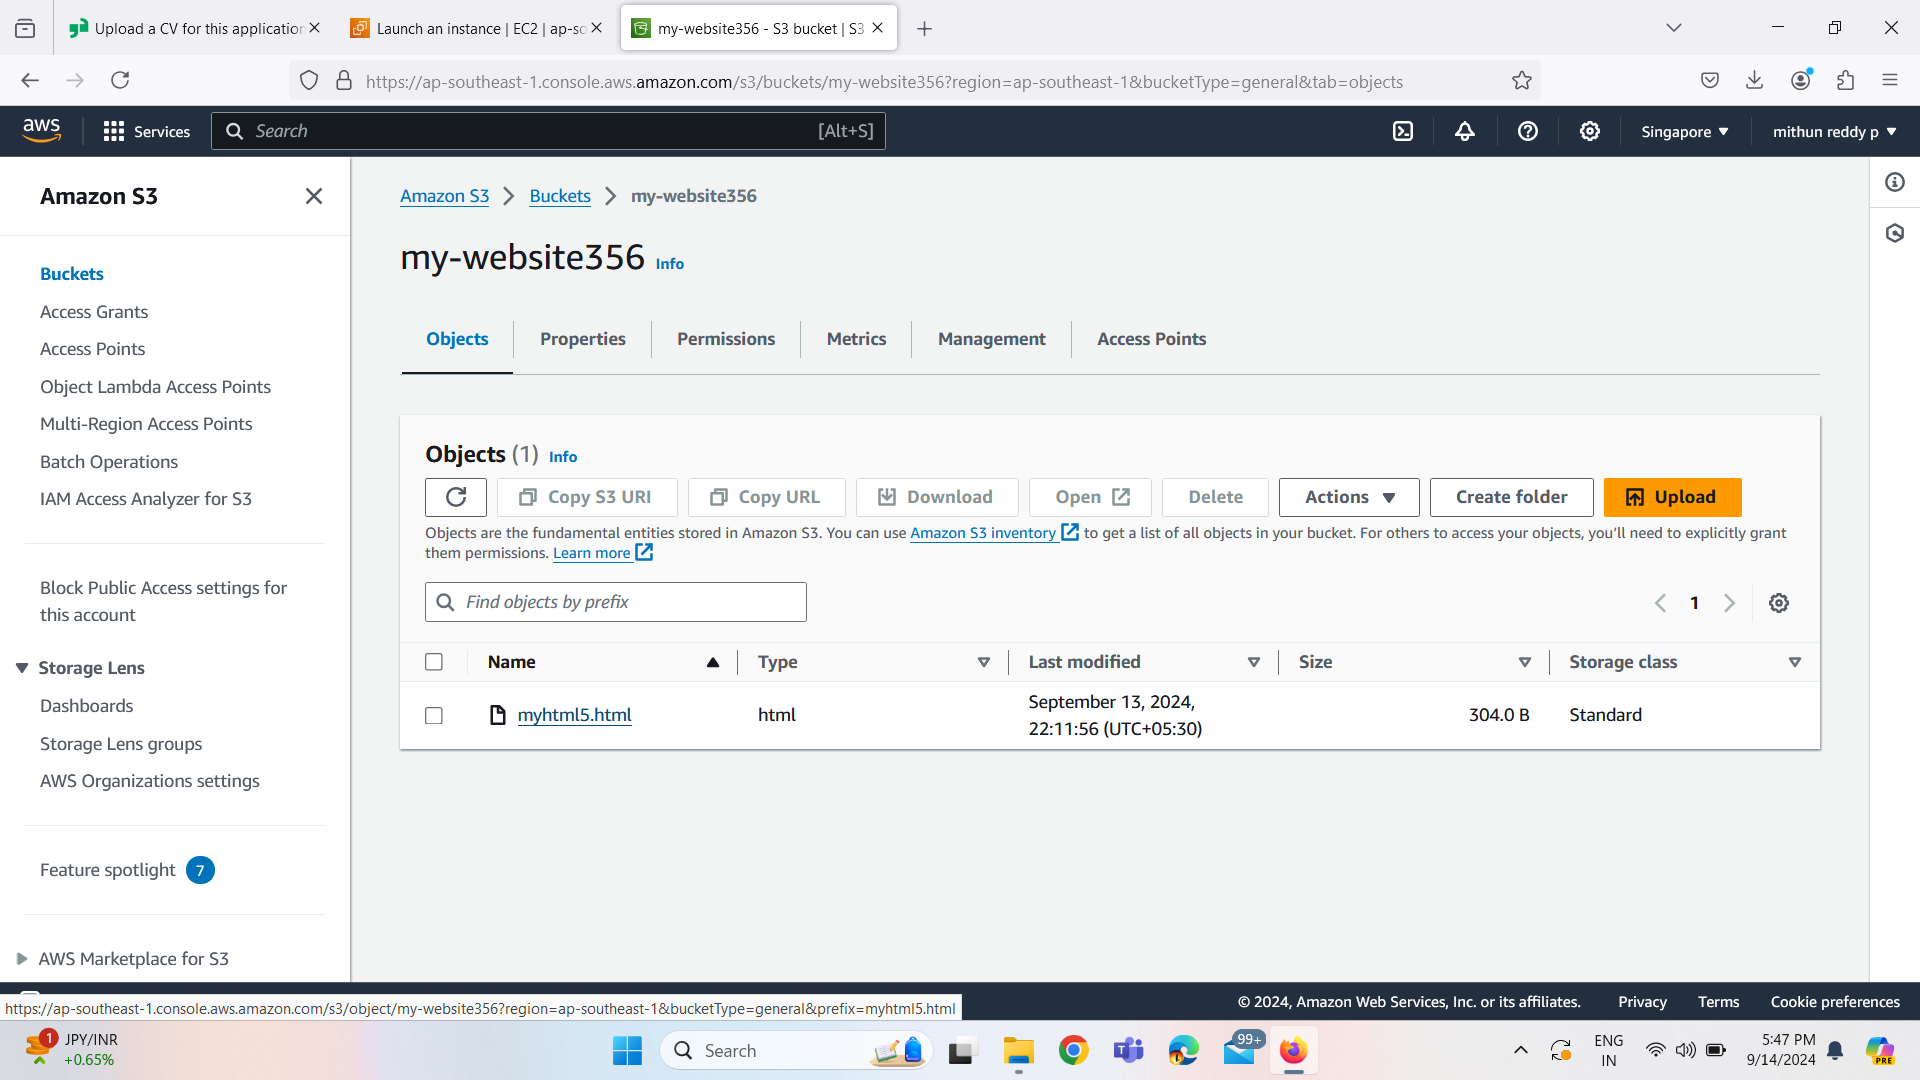 Upload a CV for this application
Launch an instance | EC2 | ap-so
my-website356 - S3 bucket | S3
https://ap-southeast-1.console.aws.amazon.com/s3/buckets/my-website356?region=ap-southeast-1&bucketType=general&tab=objects
aws
Services
Search
[Alt+S]
Singapore
mithun reddy p
Amazon S3
Buckets
Access Grants
Access Points
Object Lambda Access Points
Multi-Region Access Points
Batch Operations
IAM Access Analyzer for S3
Block Public Access settings for
this account
Storage Lens
Dashboards
Storage Lens groups
AWS Organizations settings
Feature spotlight 7
AWS Marketplace for S3
Amazon S3 Buckets my-website356
my-website356 Info
Objects Properties Permissions Metrics Management Access Points
Objects (1) Info
Copy S3 URI Copy URL Download Open Delete Actions Create folder Upload
Objects are the fundamental entities stored in Amazon S3. You can use Amazon S3 inventory to get a list of all objects in your bucket. For others to access your objects, you’ll need to explicitly grant
them permissions. Learn more
Find objects by prefix
1
Name Type Last modified Size Storage class
myhtml5.html html September 13, 2024, 304.0 B Standard
22:11:56 (UTC+05:30)
https://ap-southeast-1.console.aws.amazon.com/s3/object/my-website356?region=ap-southeast-1&bucketType=general&prefix=myhtml5.html
© 2024, Amazon Web Services, Inc. or its affiliates. Privacy Terms Cookie preferences
1
JPY/INR
+0.65%
Search
99+
ENG
IN
5:47 PM
9/14/2024
PRE